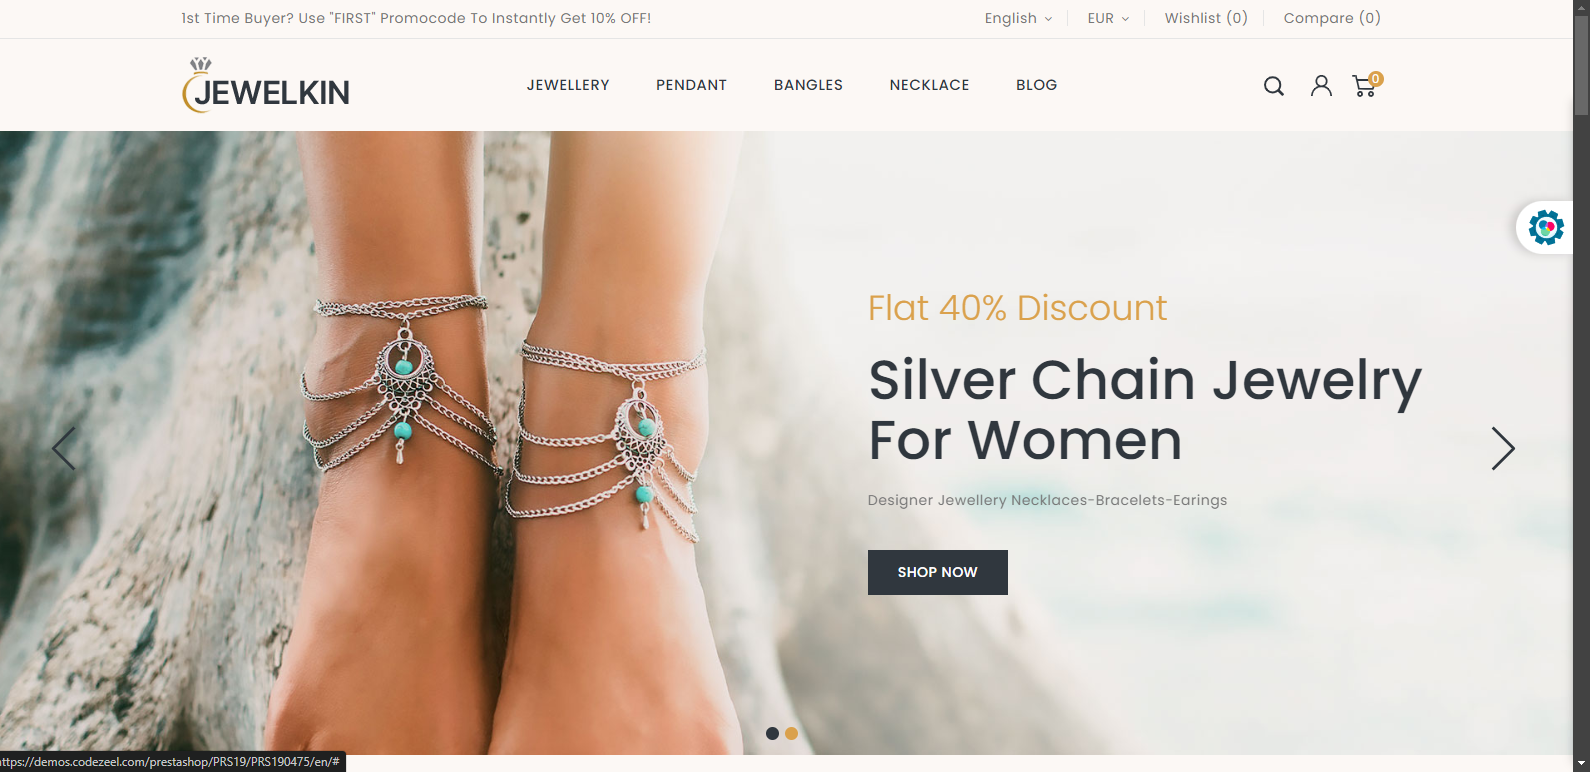 1st Time Buyer? Use "FIRST" Promocode To Instantly Get 10% OFF!
English
EUR
Wishlist (0)
Compare (0)
JEWELKIN
JEWELLERY
PENDANT
BANGLES
NECKLACE
BLOG
0
Flat 40% Discount
Silver Chain Jewelry
For Women
Designer Jewellery Necklaces-Bracelets-Earings
SHOP NOW
https://demos.codezeel.com/prestashop/PRS19/PRS190475/en/#